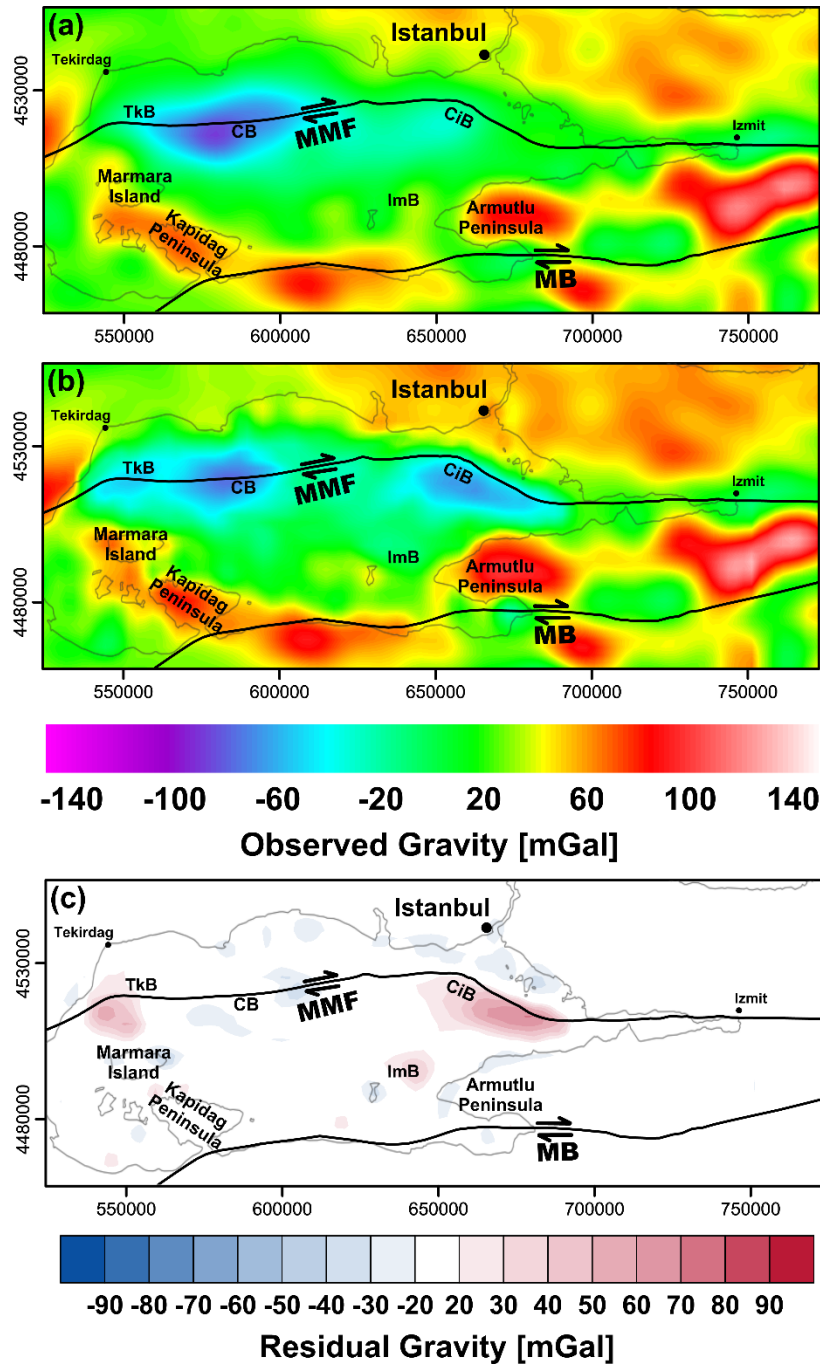 (a)
Istanbul
Tekirdag
TkB
CB
MMF
CiB
Izmit
Marmara
Island
Kapidag
Peninsula
ImB
Armutlu
Peninsula
MB
4530000
4480000
550000 600000 650000 700000 750000
(b)
Istanbul
Tekirdag
TkB
CB
MMF
CiB
Izmit
Marmara
Island
Kapidag
Peninsula
ImB
Armutlu
Peninsula
MB
4530000
4480000
550000 600000 650000 700000 750000
-140 -100 -60 -20 20 60 100 140
Observed Gravity [mGal]
(c)
Istanbul
Tekirdag
TkB
CB
MMF
CiB
Izmit
Marmara
Island
Kapidag
Peninsula
ImB
Armutlu
Peninsula
MB
4530000
4480000
550000 600000 650000 700000 750000
-90 -80 -70 -60 -50 -40 -30 -20 20 30 40 50 60 70 80 90
Residual Gravity [mGal]